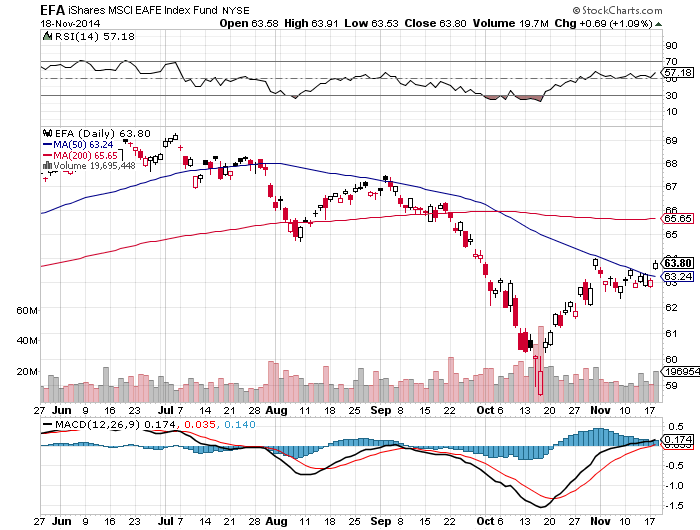 EFA iShares MSCI EAFE Index Fund NYSE © StockCharts.com
18-Nov-2014 Open 63.58 High 63.91 Low 63.53 Close 63.80 Volume 19.7M Chg +0.69 (+1.09%)
RSI(14) 57.18
90
70
57.18
50
30
10
EFA (Daily) 63.80
MA(50) 63.24
MA(200) 65.65
Volume 19,695,448
69
68
67
66
65.65
65
64
63.80
63.24
63
62
61
60
59
60M
40M
20M
196954
27 Jun 9 16 23 Jul 7 14 21 28 Aug 11 18 25 Sep 8 15 22 Oct 6 13 20 27 Nov 10 17
MACD(12,26,9) 0.174, 0.035, 0.140
0.5
0.174
-0.5
-1.0
-1.5
27 Jun 9 16 23 Jul 7 14 21 28 Aug 11 18 25 Sep 8 15 22 Oct 6 13 20 27 Nov 10 17